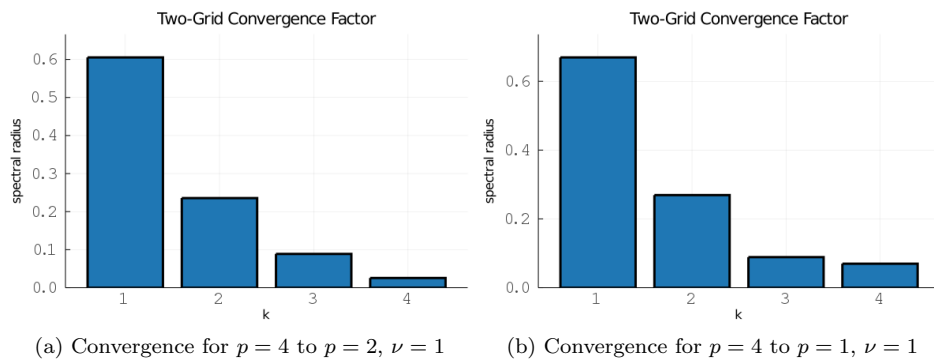 Two-Grid Convergence Factor
spectral radius
0.6
0.5
0.4
0.3
0.2
0.1
0.0
1 2 3 4
k
(a) Convergence for p = 4 to p = 2, ν = 1
Two-Grid Convergence Factor
spectral radius
0.6
0.4
0.2
0.0
1 2 3 4
k
(b) Convergence for p = 4 to p = 1, ν = 1